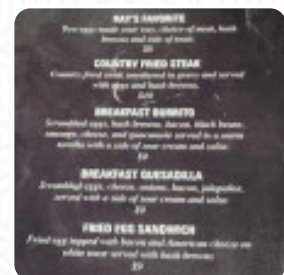 RAY'S FAVORITE
Two eggs made your way, choice of meat, hash
browns and side of toast.
COUNTRY FRIED STEAK
Country fried steak smothered in gravy and served
with eggs and hash browns.
BREAKFAST BURRITO
Scrambled eggs, hash browns, bacon, black beans,
sausage, cheese, and guacamole served in a warm
tortilla with a side of sour cream and salsa.
$9
BREAKFAST QUESADILLA
Scrambled eggs, cheese, onions, bacon, jalapeños,
served with a side of sour cream and salsa.
$9
FRIED EGG SANDWICH
Fried egg topped with bacon and American cheese on
white toast served with hash browns.
$9